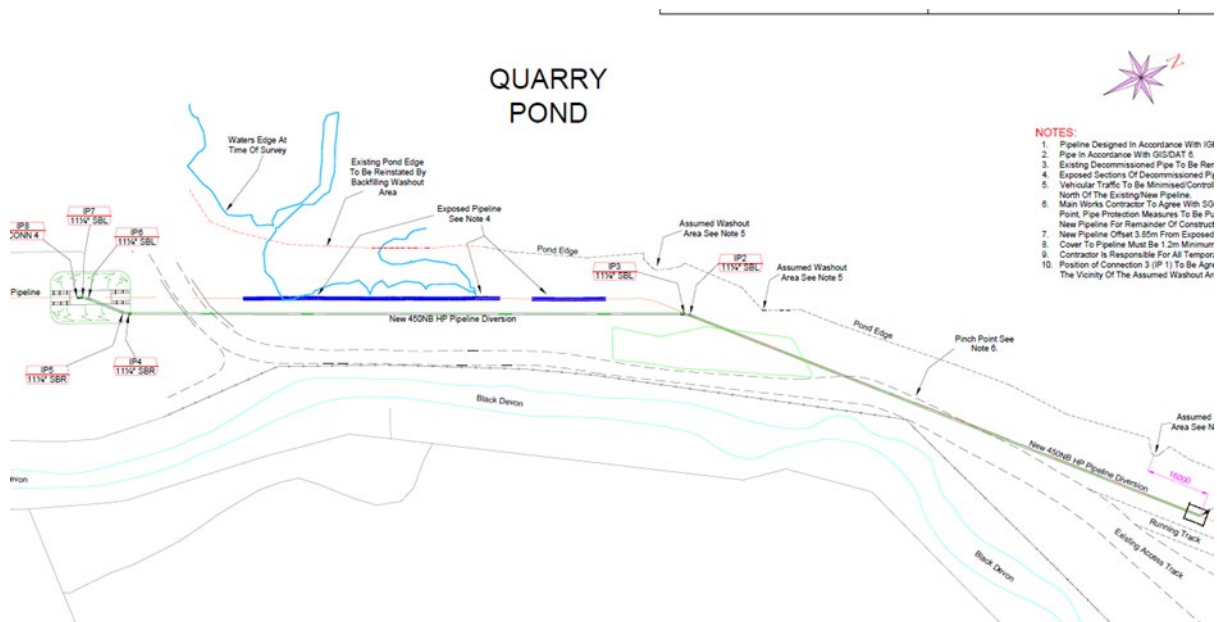 QUARRY
POND
N
NOTES:
1. Pipeline Designed In Accordance With IGE
2. Pipe In Accordance With GIS/DAT 6.
3. Existing Decommissioned Pipe To Be Rem
4. Exposed Sections Of Decommissioned Pip
5. Vehicular Traffic To Be Minimised/Controll
North Of The Existing/New Pipeline.
6. Main Works Contractor To Agree With SG
Point, Pipe Protection Measures To Be Pu
New Pipeline For Remainder Of Construct
7. New Pipeline Offset 3.85m From Exposed
8. Cover To Pipeline Must Be 1.2m Minimum
9. Contractor Is Responsible For All Tempora
10. Position of Connection 3 (IP 1) To Be Agre
The Vicinity Of The Assumed Washout An
Waters Edge At
Time Of Survey
Existing Pond Edge
To Be Reinstated By
Backfilling Washout
Area
Exposed Pipeline
See Note 4
Pond Edge
Assumed Washout
Area See Note 5
Assumed Washout
Area See Note 5
IP8
CONN 4
IP7
11¼° SBL
IP6
11¼° SBL
IP3
11¼° SBL
IP2
11¼° SBL
Pipeline
New 450NB HP Pipeline Diversion
IP5
11¼° SBR
IP4
11¼° SBR
Pond Edge
Pinch Point See
Note 6.
Black Devon
Assumed
Area See N
New 450NB HP Pipeline Diversion
16000
Running Track
Existing Access Track
evon
Black Devon